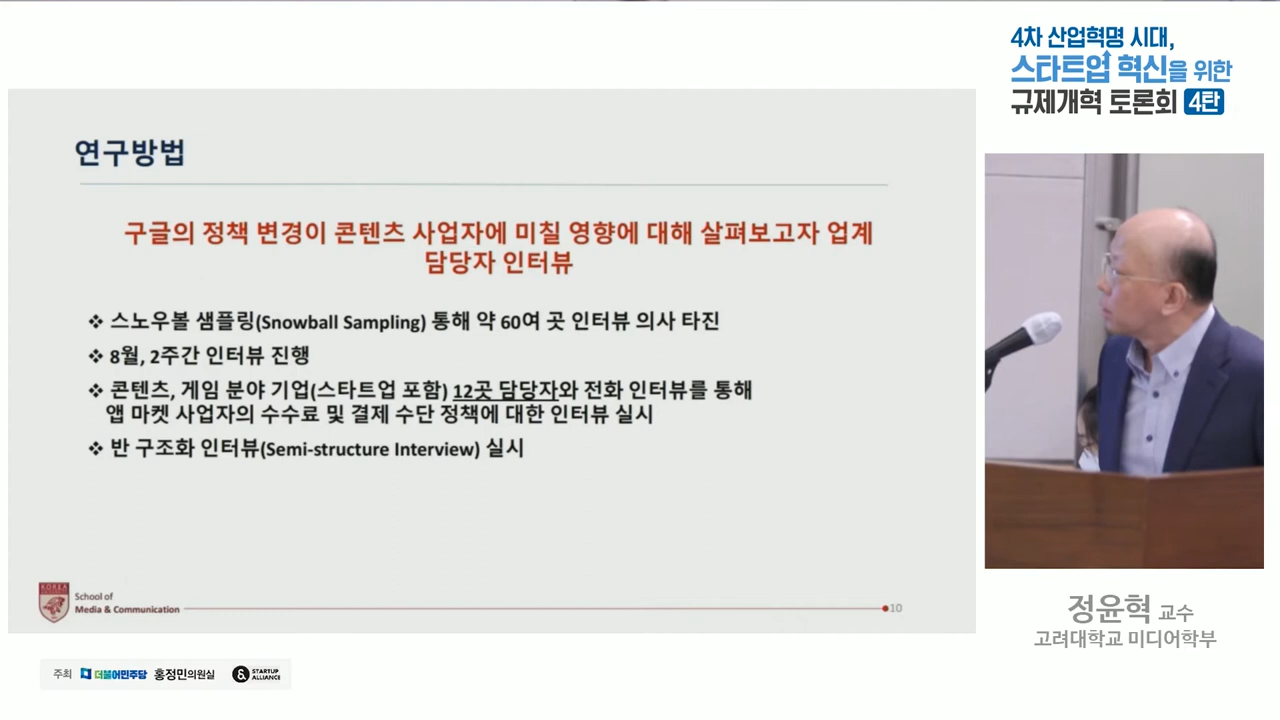 4차 산업혁명 시대,
스타트업 혁신을 위한
규제개혁 토론회 4탄
연구방법
구글의 정책 변경이 콘텐츠 사업자에 미칠 영향에 대해 살펴보고자 업계
담당자 인터뷰
❖ 스노우볼 샘플링(Snowball Sampling) 통해 약 60여 곳 인터뷰 의사 타진
❖ 8월, 2주간 인터뷰 진행
❖ 콘텐츠, 게임 분야 기업(스타트업 포함) 12곳 담당자와 전화 인터뷰를 통해
앱 마켓 사업자의 수수료 및 결제 수단 정책에 대한 인터뷰 실시
❖ 반 구조화 인터뷰(Semi-structure Interview) 실시
KOREA
School of
Media & Communication
10
정윤혁 교수
고려대학교 미디어학부
주최 더불어민주당 홍정민의원실 & STARTUP ALLIANCE